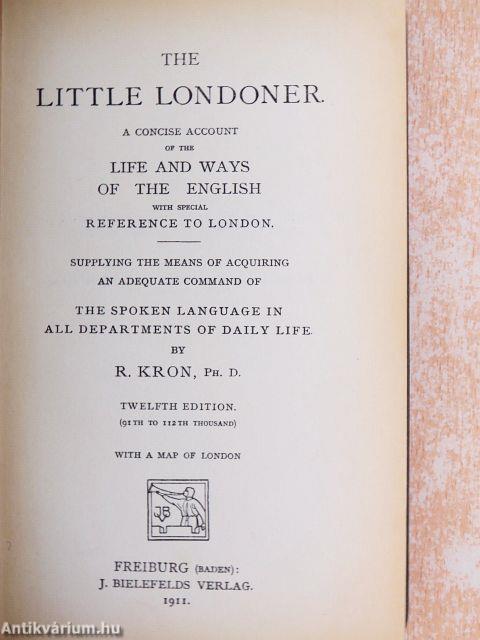 THE
LITTLE LONDONER.
A CONCISE ACCOUNT
OF THE
LIFE AND WAYS
OF THE ENGLISH
WITH SPECIAL
REFERENCE TO LONDON.
SUPPLYING THE MEANS OF ACQUIRING
AN ADEQUATE COMMAND OF
THE SPOKEN LANGUAGE IN
ALL DEPARTMENTS OF DAILY LIFE.
BY
R. KRON, PH. D.
TWELFTH EDITION.
(91TH TO 112TH THOUSAND)
WITH A MAP OF LONDON
FREIBURG (BADEN):
J. BIELEFELDS VERLAG.
1911.
Antikvárium.hu